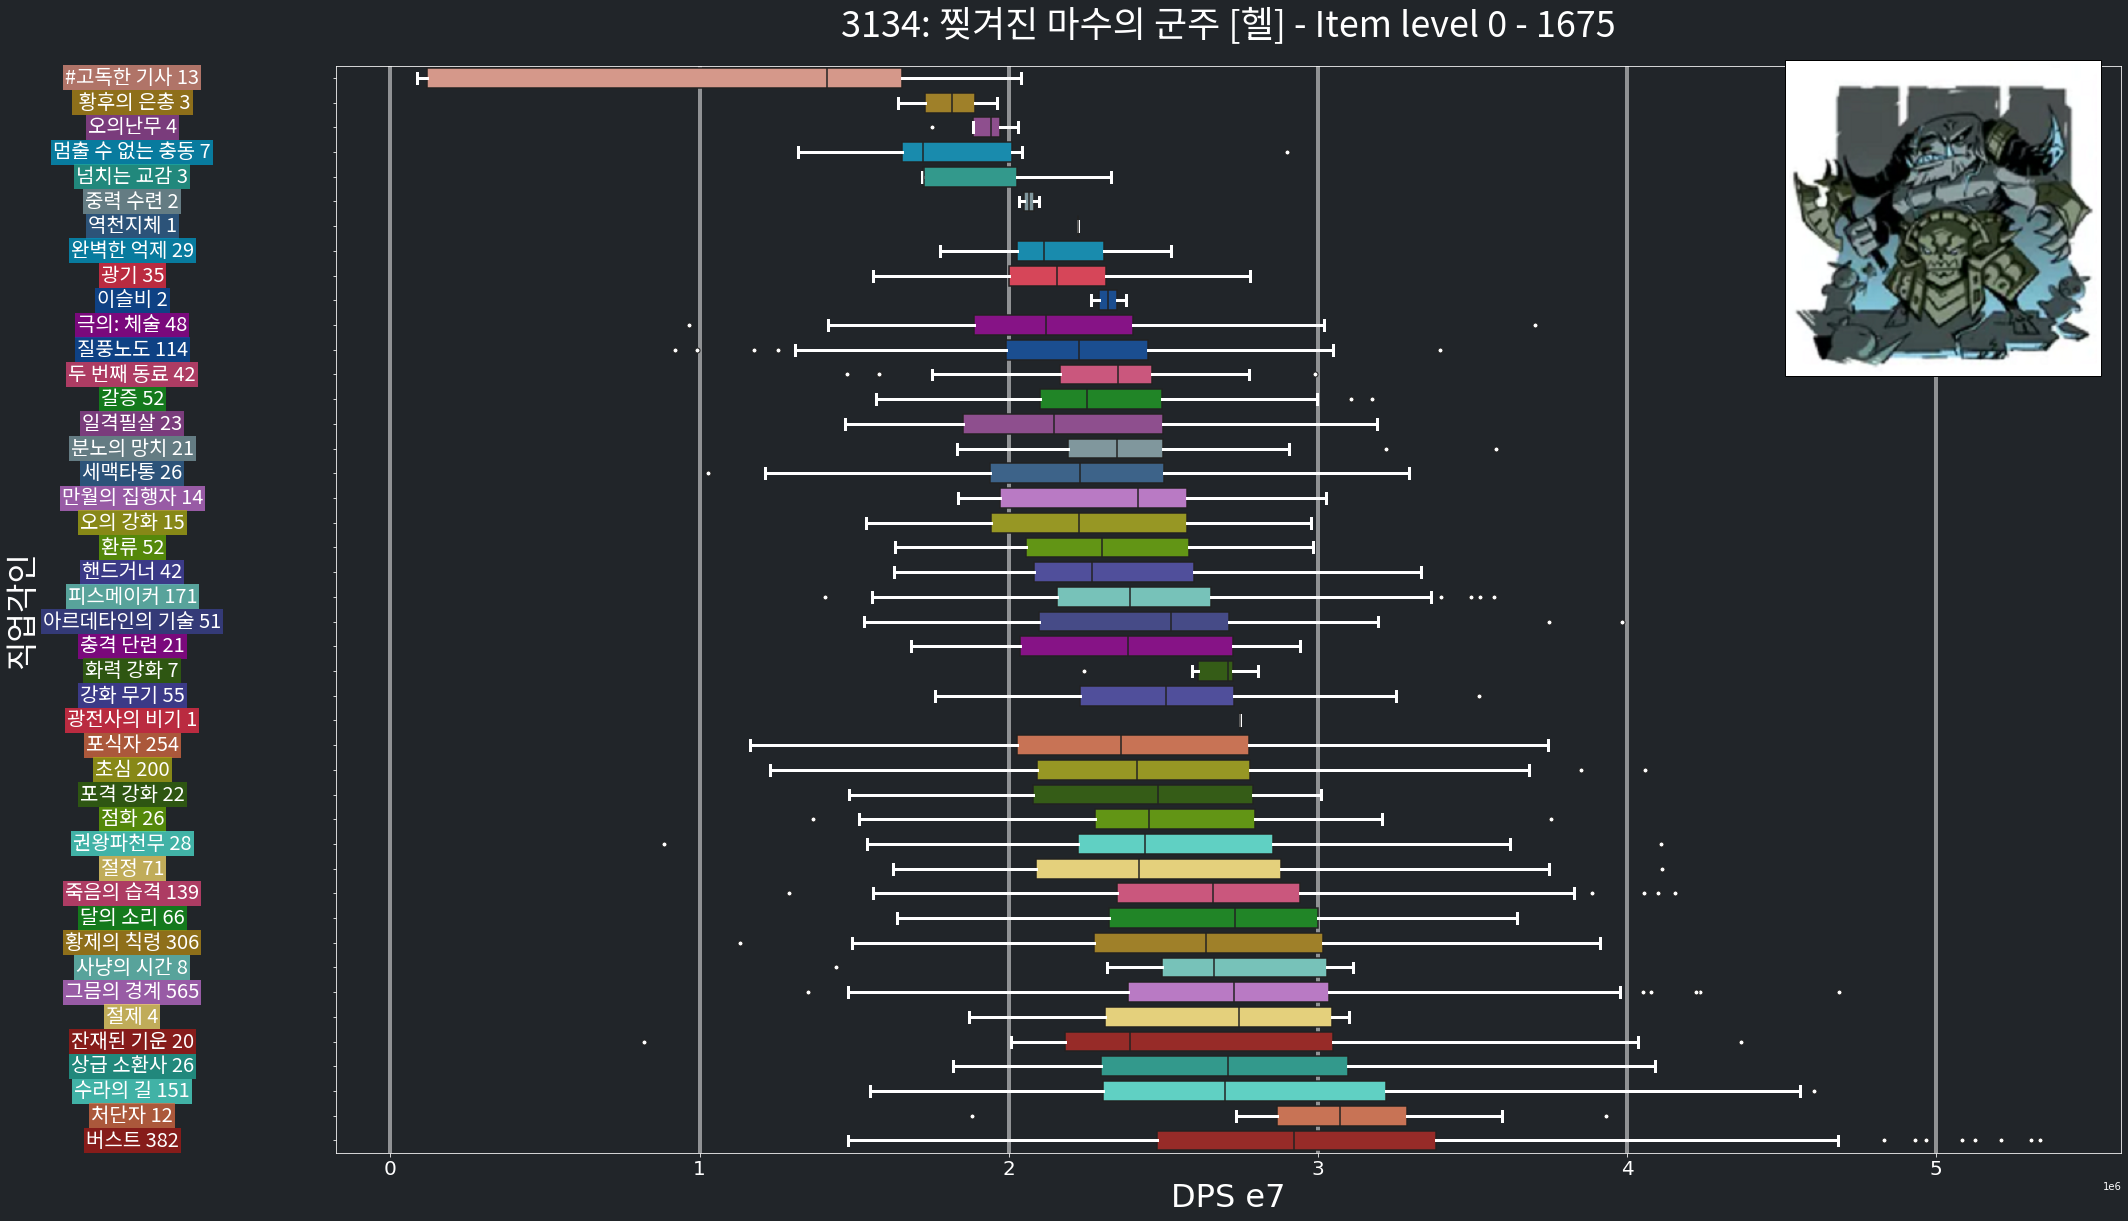 3134: 찢겨진 마수의 군주 [헬] - Item level 0 - 1675
직업각인
#고독한 기사 13
황후의 은총 3
오의난무 4
멈출 수 없는 충동 7
넘치는 교감 3
중력 수련 2
역천지체 1
완벽한 억제 29
광기 35
이슬비 2
극의: 체술 48
질풍노도 114
두 번째 동료 42
갈증 52
일격필살 23
분노의 망치 21
세맥타통 26
만월의 집행자 14
오의 강화 15
환류 52
핸드거너 42
피스메이커 171
아르데타인의 기술 51
충격 단련 21
화력 강화 7
강화 무기 55
광전사의 비기 1
포식자 254
초심 200
포격 강화 22
점화 26
권왕파천무 28
절정 71
죽음의 습격 139
달의 소리 66
황제의 칙령 306
사냥의 시간 8
그믐의 경계 565
절제 4
잔재된 기운 20
상급 소환사 26
수라의 길 151
처단자 12
버스트 382
0 1 2 3 4 5
1e6
DPS e7